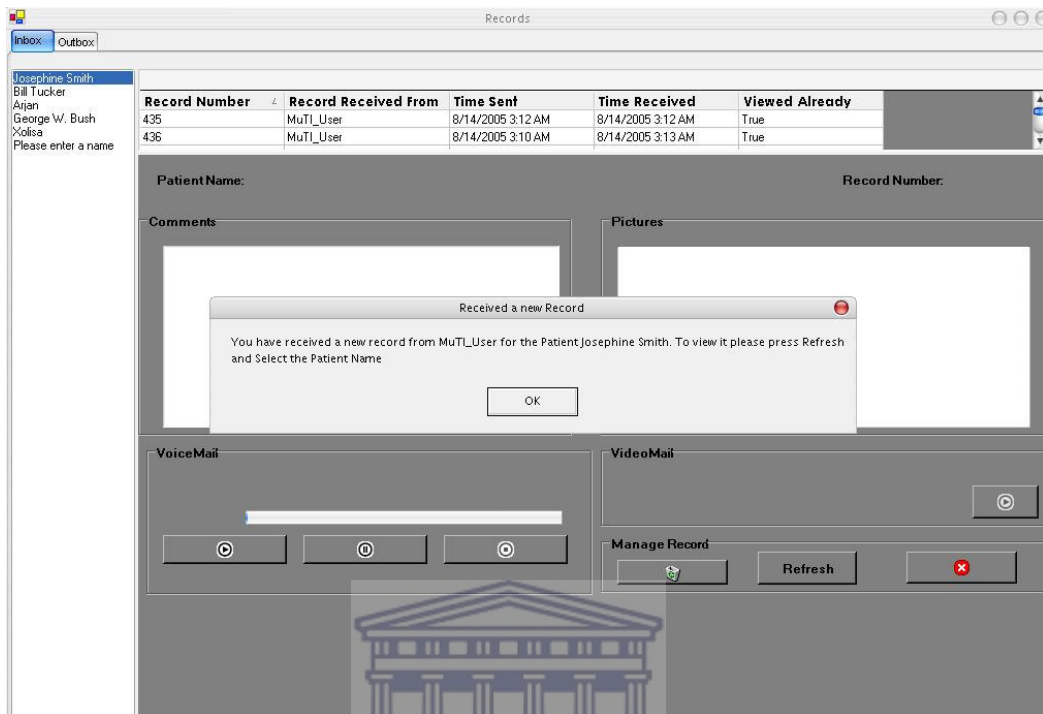 Records
Inbox Outbox
Josephine Smith
Bill Tucker
Arjan
George W. Bush
Xolisa
Please enter a name
Record Number Record Received From Time Sent Time Received Viewed Already
435 MuTI_User 8/14/2005 3:12 AM 8/14/2005 3:12 AM True
436 MuTI_User 8/14/2005 3:10 AM 8/14/2005 3:13 AM True
Patient Name: Record Number:
Comments Pictures
Received a new Record
You have received a new record from MuTI_User for the Patient Josephine Smith. To view it please press Refresh
and Select the Patient Name
OK
VoiceMail VideoMail
Manage Record
Refresh